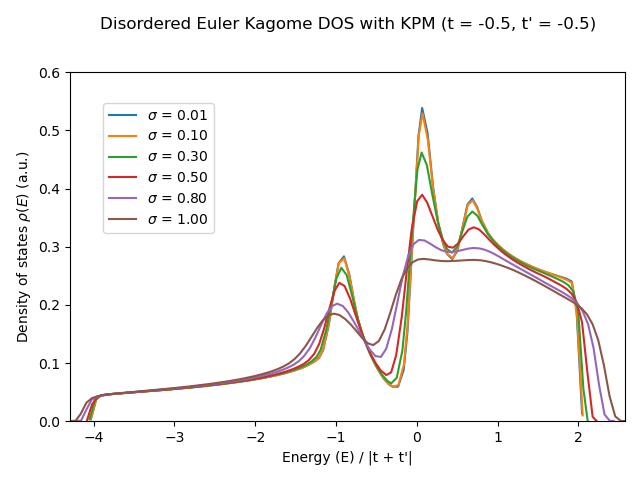 Disordered Euler Kagome DOS with KPM (t = -0.5, t' = -0.5)
Density of states ρ(E) (a.u.)
0.6
0.5
0.4
0.3
0.2
0.1
0.0
σ = 0.01
σ = 0.10
σ = 0.30
σ = 0.50
σ = 0.80
σ = 1.00
−4 −3 −2 −1 0 1 2
Energy (E) / |t + t'|